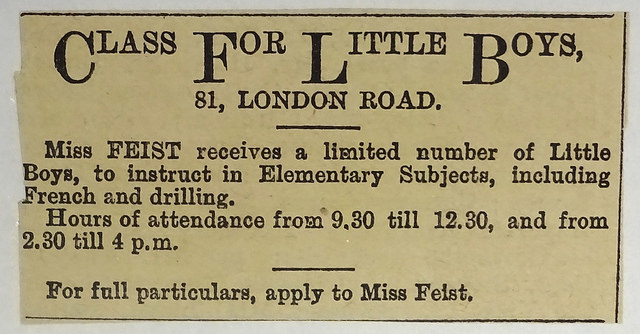 CLASS FOR LITTLE BOYS,
81, LONDON ROAD.
Miss FEIST receives a limited number of Little
Boys, to instruct in Elementary Subjects, including
French and drilling.
Hours of attendance from 9.30 till 12.30, and from
2.30 till 4 p.m.
For full particulars, apply to Miss Feist.